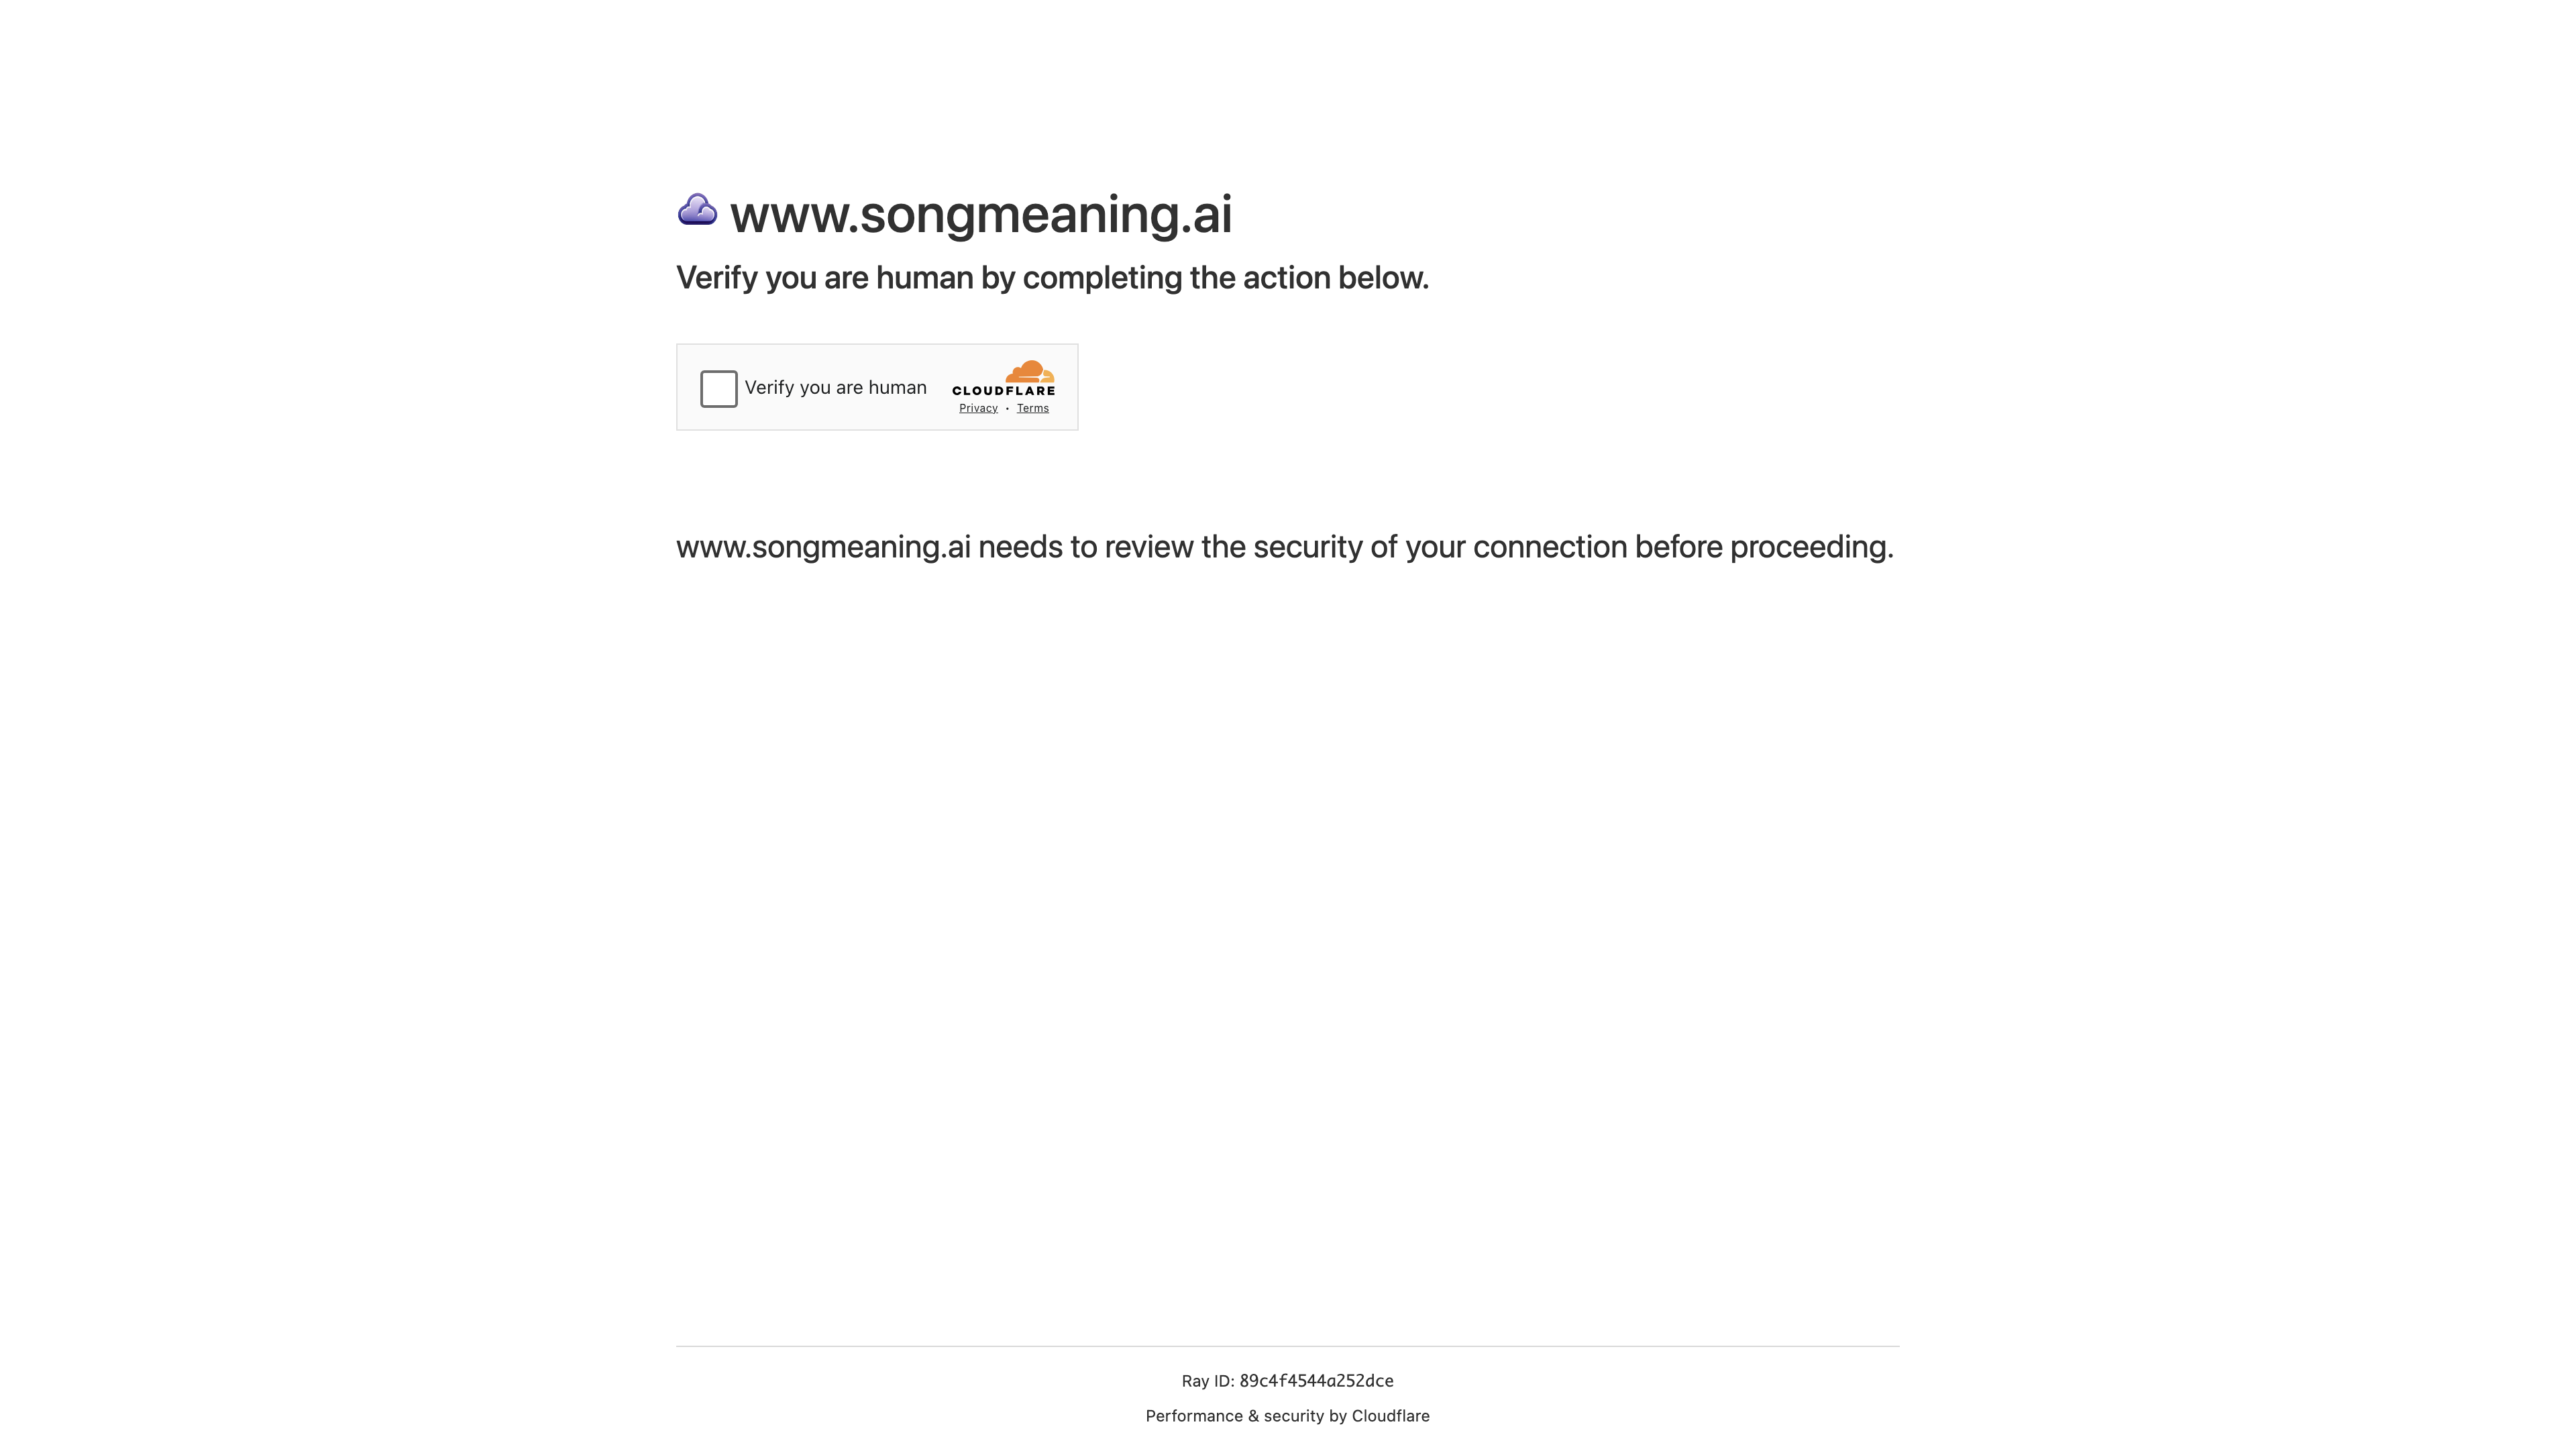 www.songmeaning.ai
Verify you are human by completing the action below.
Verify you are human
CLOUDFLARE
Privacy • Terms
www.songmeaning.ai needs to review the security of your connection before proceeding.
Ray ID: 89c4f4544a252dce
Performance & security by Cloudflare